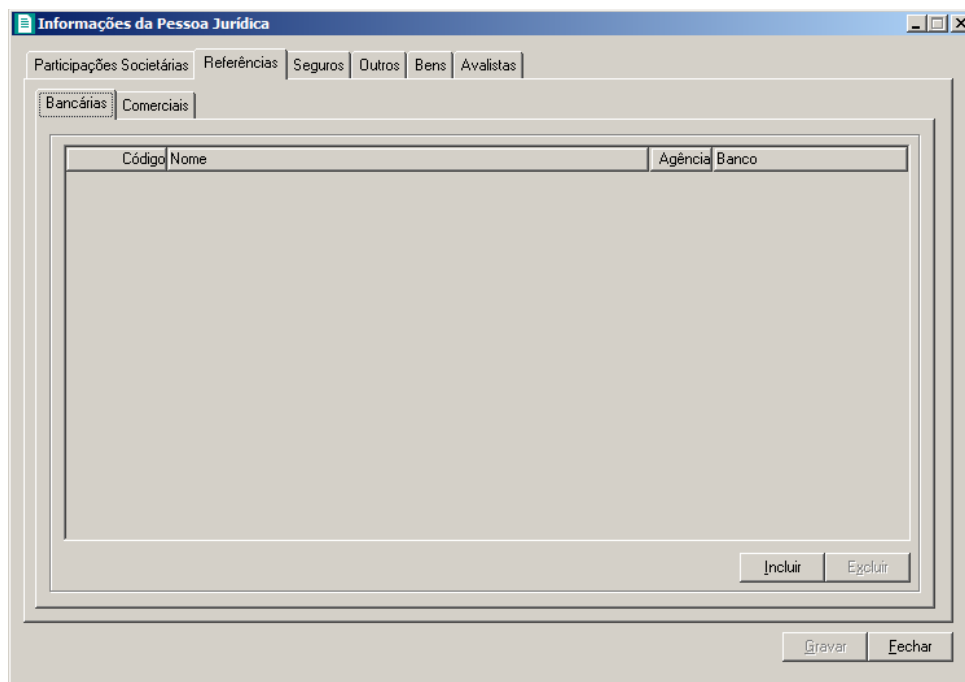 Informações da Pessoa Jurídica
Participações Societárias Referências Seguros Outros Bens Avalistas
Bancárias Comerciais
Código Nome Agência Banco
Incluir Excluir
Gravar Fechar